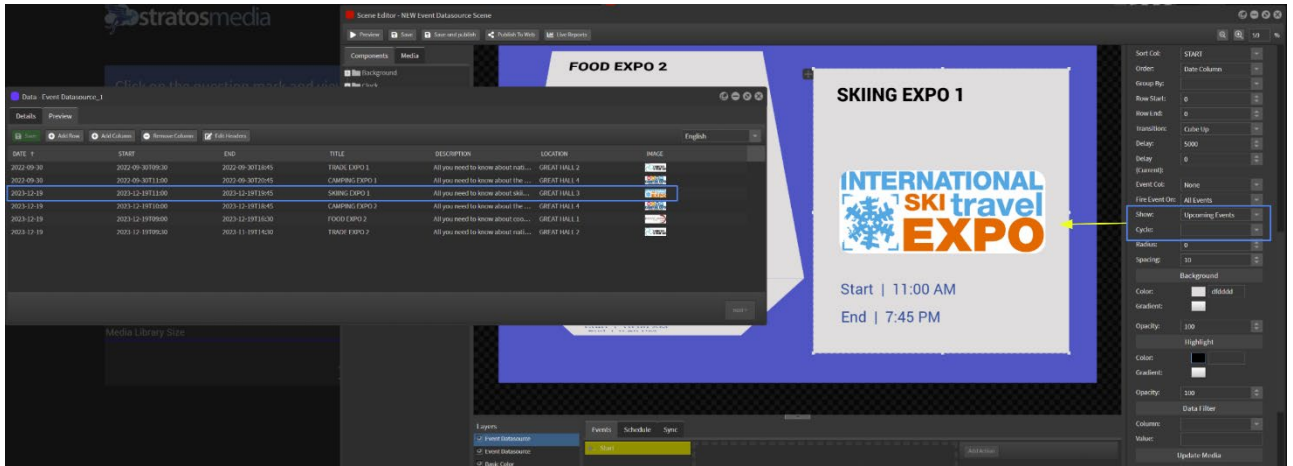 stratosmedia
Scene Editor - NEW Event Datasource Scene
Preview Save Save and publish Publish To Web Live Reports
Components Media
Background
Clock
Data - Event Datasource_1
Details Preview
Save Add Row Add Column Remove Column Edit Headers English
DATE START END TITLE DESCRIPTION LOCATION IMAGE
2022-09-30 2022-09-30T09:30 2022-09-30T18:45 TRADE EXPO 1 All you need to know about nati... GREAT HALL 2
2022-09-30 2022-09-30T11:00 2022-09-30T20:45 CAMPING EXPO 1 All you need to know about the ... GREAT HALL 4
2023-12-19 2023-12-19T11:00 2023-12-19T19:45 SKIING EXPO 1 All you need to know about skii... GREAT HALL 3
2023-12-19 2023-12-19T10:00 2023-12-19T18:45 CAMPING EXPO 2 All you need to know about the ... GREAT HALL 4
2023-12-19 2023-12-19T09:00 2023-12-19T16:30 FOOD EXPO 2 All you need to know about coo... GREAT HALL 1
2023-12-19 2023-12-19T09:30 2023-11-19T14:30 TRADE EXPO 2 All you need to know about nati... GREAT HALL 2
Next
Media Library Size
FOOD EXPO 2
SKIING EXPO 1
INTERNATIONAL
SKI travel
EXPO
Start | 11:00 AM
End | 7:45 PM
Sort Col: START
Order: Date Column
Group By:
Row Start: 0
Row End: 0
Transition: Cube Up
Delay: 5000
Delay 0
(Current):
Event Col: None
Fire Event On: All Events
Show: Upcoming Events
Cycle:
Radius: 0
Spacing: 10
Background
Color: dfdddd
Gradient:
Opacity: 100
Highlight
Color:
Gradient:
Opacity: 100
Data Filter
Column:
Value:
Update Media
Layers
Event Datasource
Event Datasource
Basic Color
Events Schedule Sync
Start
Add Action